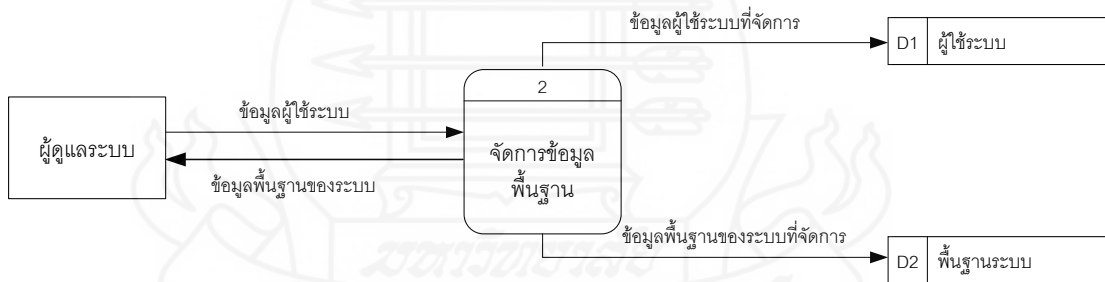 ข้อมูลผู้ใช้ระบบที่จัดการ
D1 ผู้ใช้ระบบ
2
ข้อมูลผู้ใช้ระบบ
ผู้ดูแลระบบ
จัดการข้อมูล
พื้นฐาน
ข้อมูลพื้นฐานของระบบ
ข้อมูลพื้นฐานของระบบที่จัดการ
D2 พื้นฐานระบบ